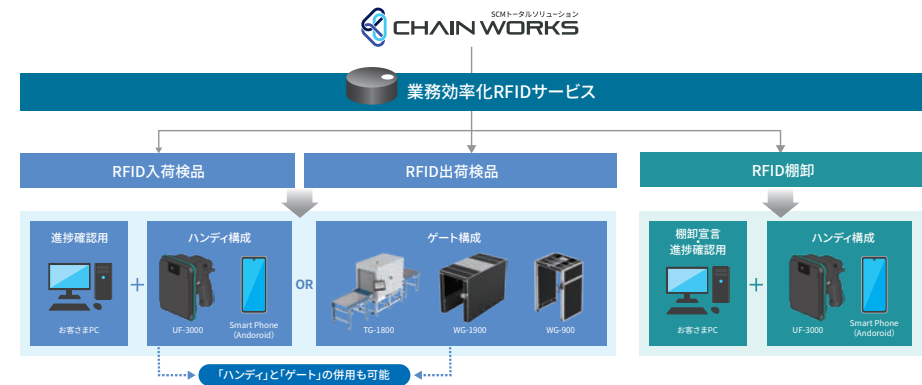 SCMトータルソリューション
CHAIN WORKS
業務効率化RFIDサービス
RFID入荷検品
RFID出荷検品
RFID棚卸
進捗確認用
お客さまPC
+
ハンディ構成
UF-3000
Smart Phone
(Andoroid)
OR
ゲート構成
TG-1800
WG-1900
WG-900
「ハンディ」と「ゲート」の併用も可能
棚卸宣言
・
進捗確認用
お客さまPC
+
ハンディ構成
UF-3000
Smart Phone
(Andoroid)